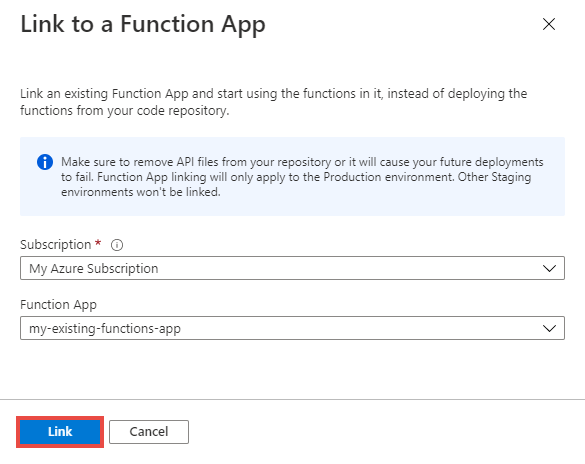 Link to a Function App
Link an existing Function App and start using the functions in it, instead of deploying the
functions from your code repository.
Make sure to remove API files from your repository or it will cause your future deployments
to fail. Function App linking will only apply to the Production environment. Other Staging
environments won't be linked.
Subscription *
My Azure Subscription
Function App
my-existing-functions-app
Link
Cancel